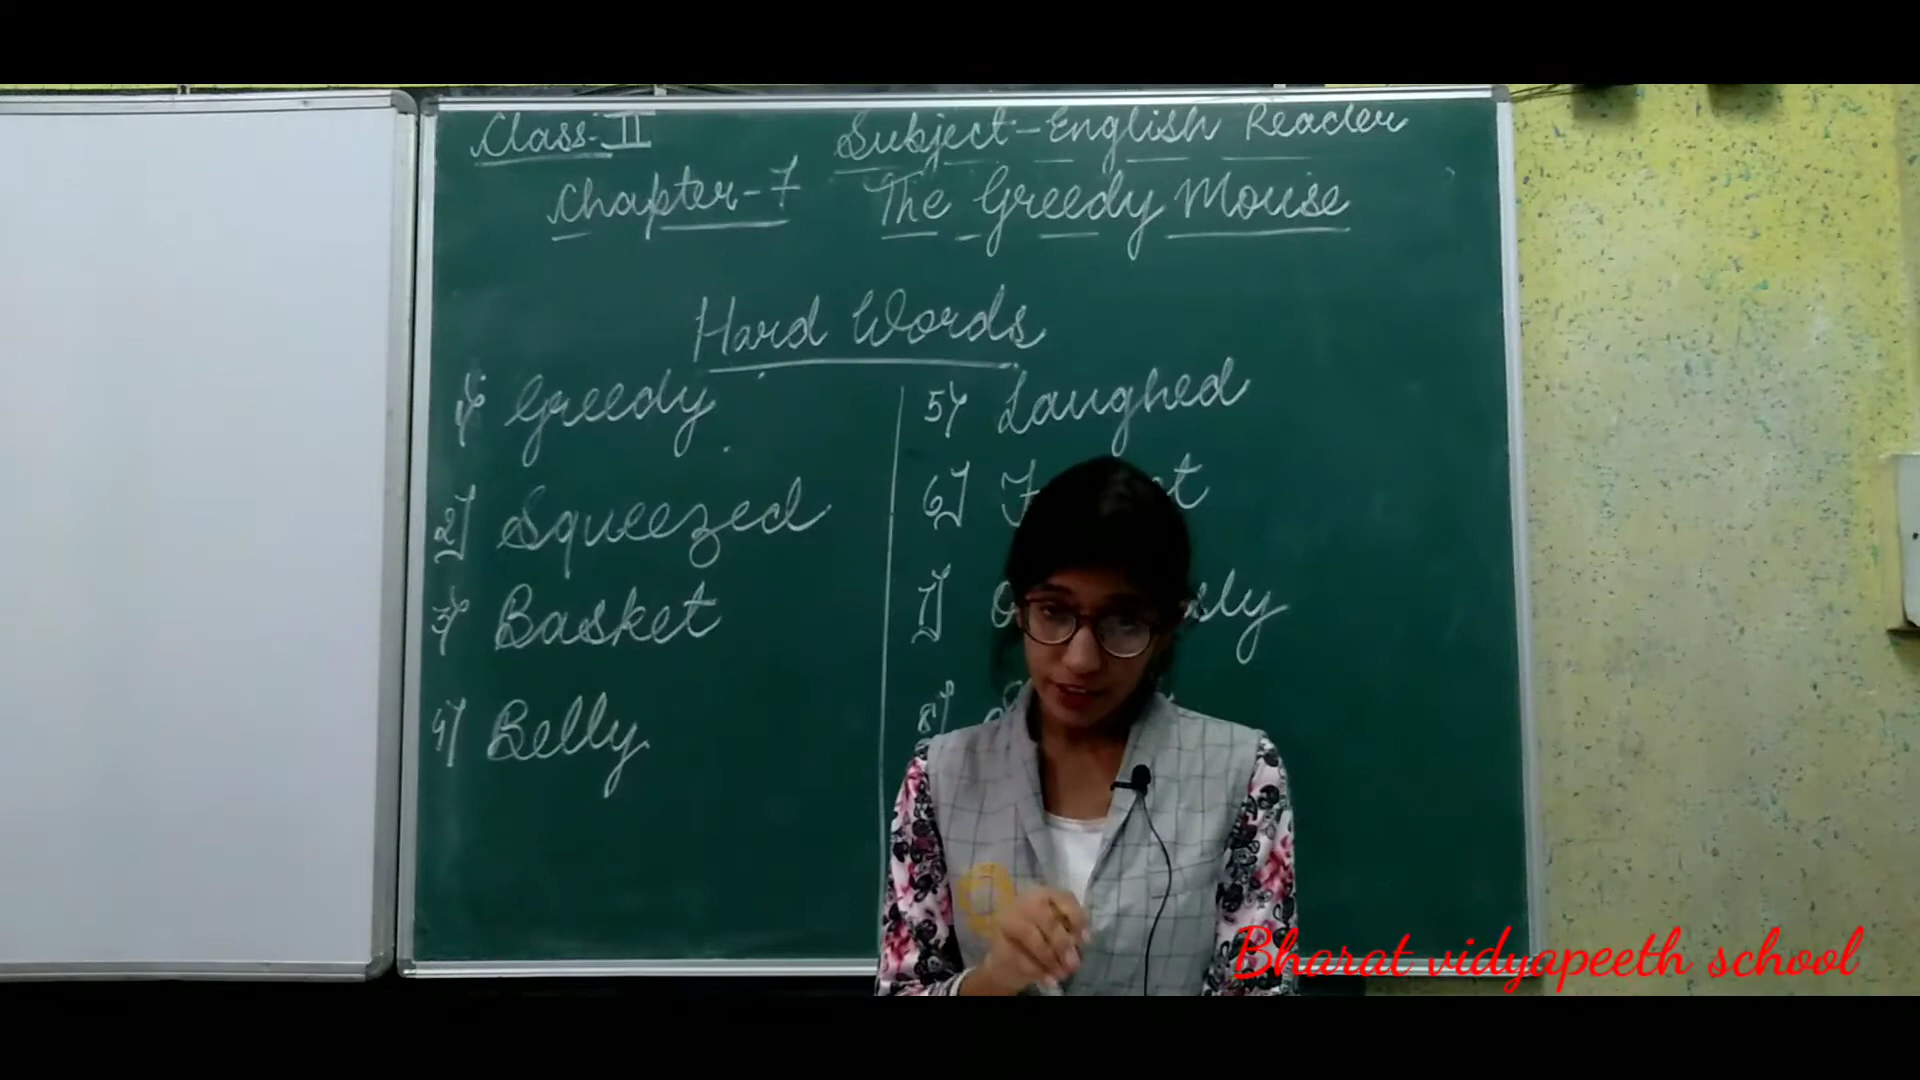 Class-II
Subject-English Reader
Chapter-7 The Greedy Mouse
Hard Words
1) Greedy
2) Squeezed
3) Basket
4) Belly
5) Laughed
6)
7)
8)
Bharat vidyapeeth school